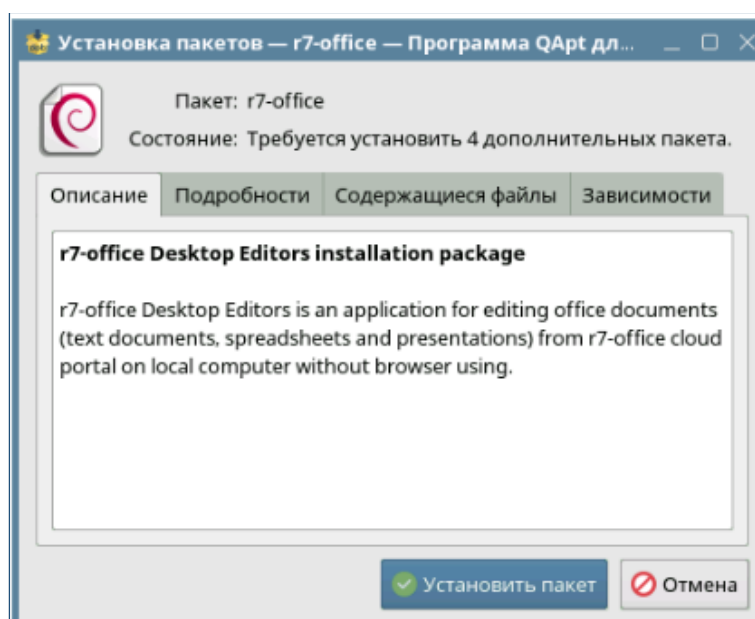 Установка пакетов — r7-office — Программа QApt дл...
Пакет: r7-office
Состояние: Требуется установить 4 дополнительных пакета.
Описание Подробности Содержащиеся файлы Зависимости
r7-office Desktop Editors installation package
r7-office Desktop Editors is an application for editing office documents
(text documents, spreadsheets and presentations) from r7-office cloud
portal on local computer without browser using.
Установить пакет Отмена